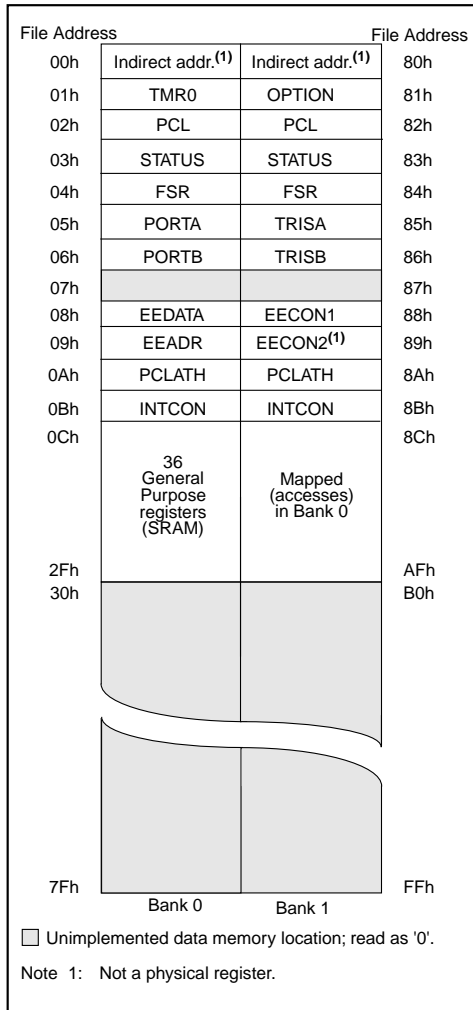 File Address File Address
00h Indirect addr.(1) Indirect addr.(1) 80h
01h TMR0 OPTION 81h
02h PCL PCL 82h
03h STATUS STATUS 83h
04h FSR FSR 84h
05h PORTA TRISA 85h
06h PORTB TRISB 86h
07h 87h
08h EEDATA EECON1 88h
09h EEADR EECON2(1) 89h
0Ah PCLATH PCLATH 8Ah
0Bh INTCON INTCON 8Bh
0Ch 8Ch
36
General
Purpose
registers
(SRAM)
Mapped
(accesses)
in Bank 0
2Fh AFh
30h B0h
7Fh FFh
Bank 0 Bank 1
Unimplemented data memory location; read as '0'.
Note 1: Not a physical register.